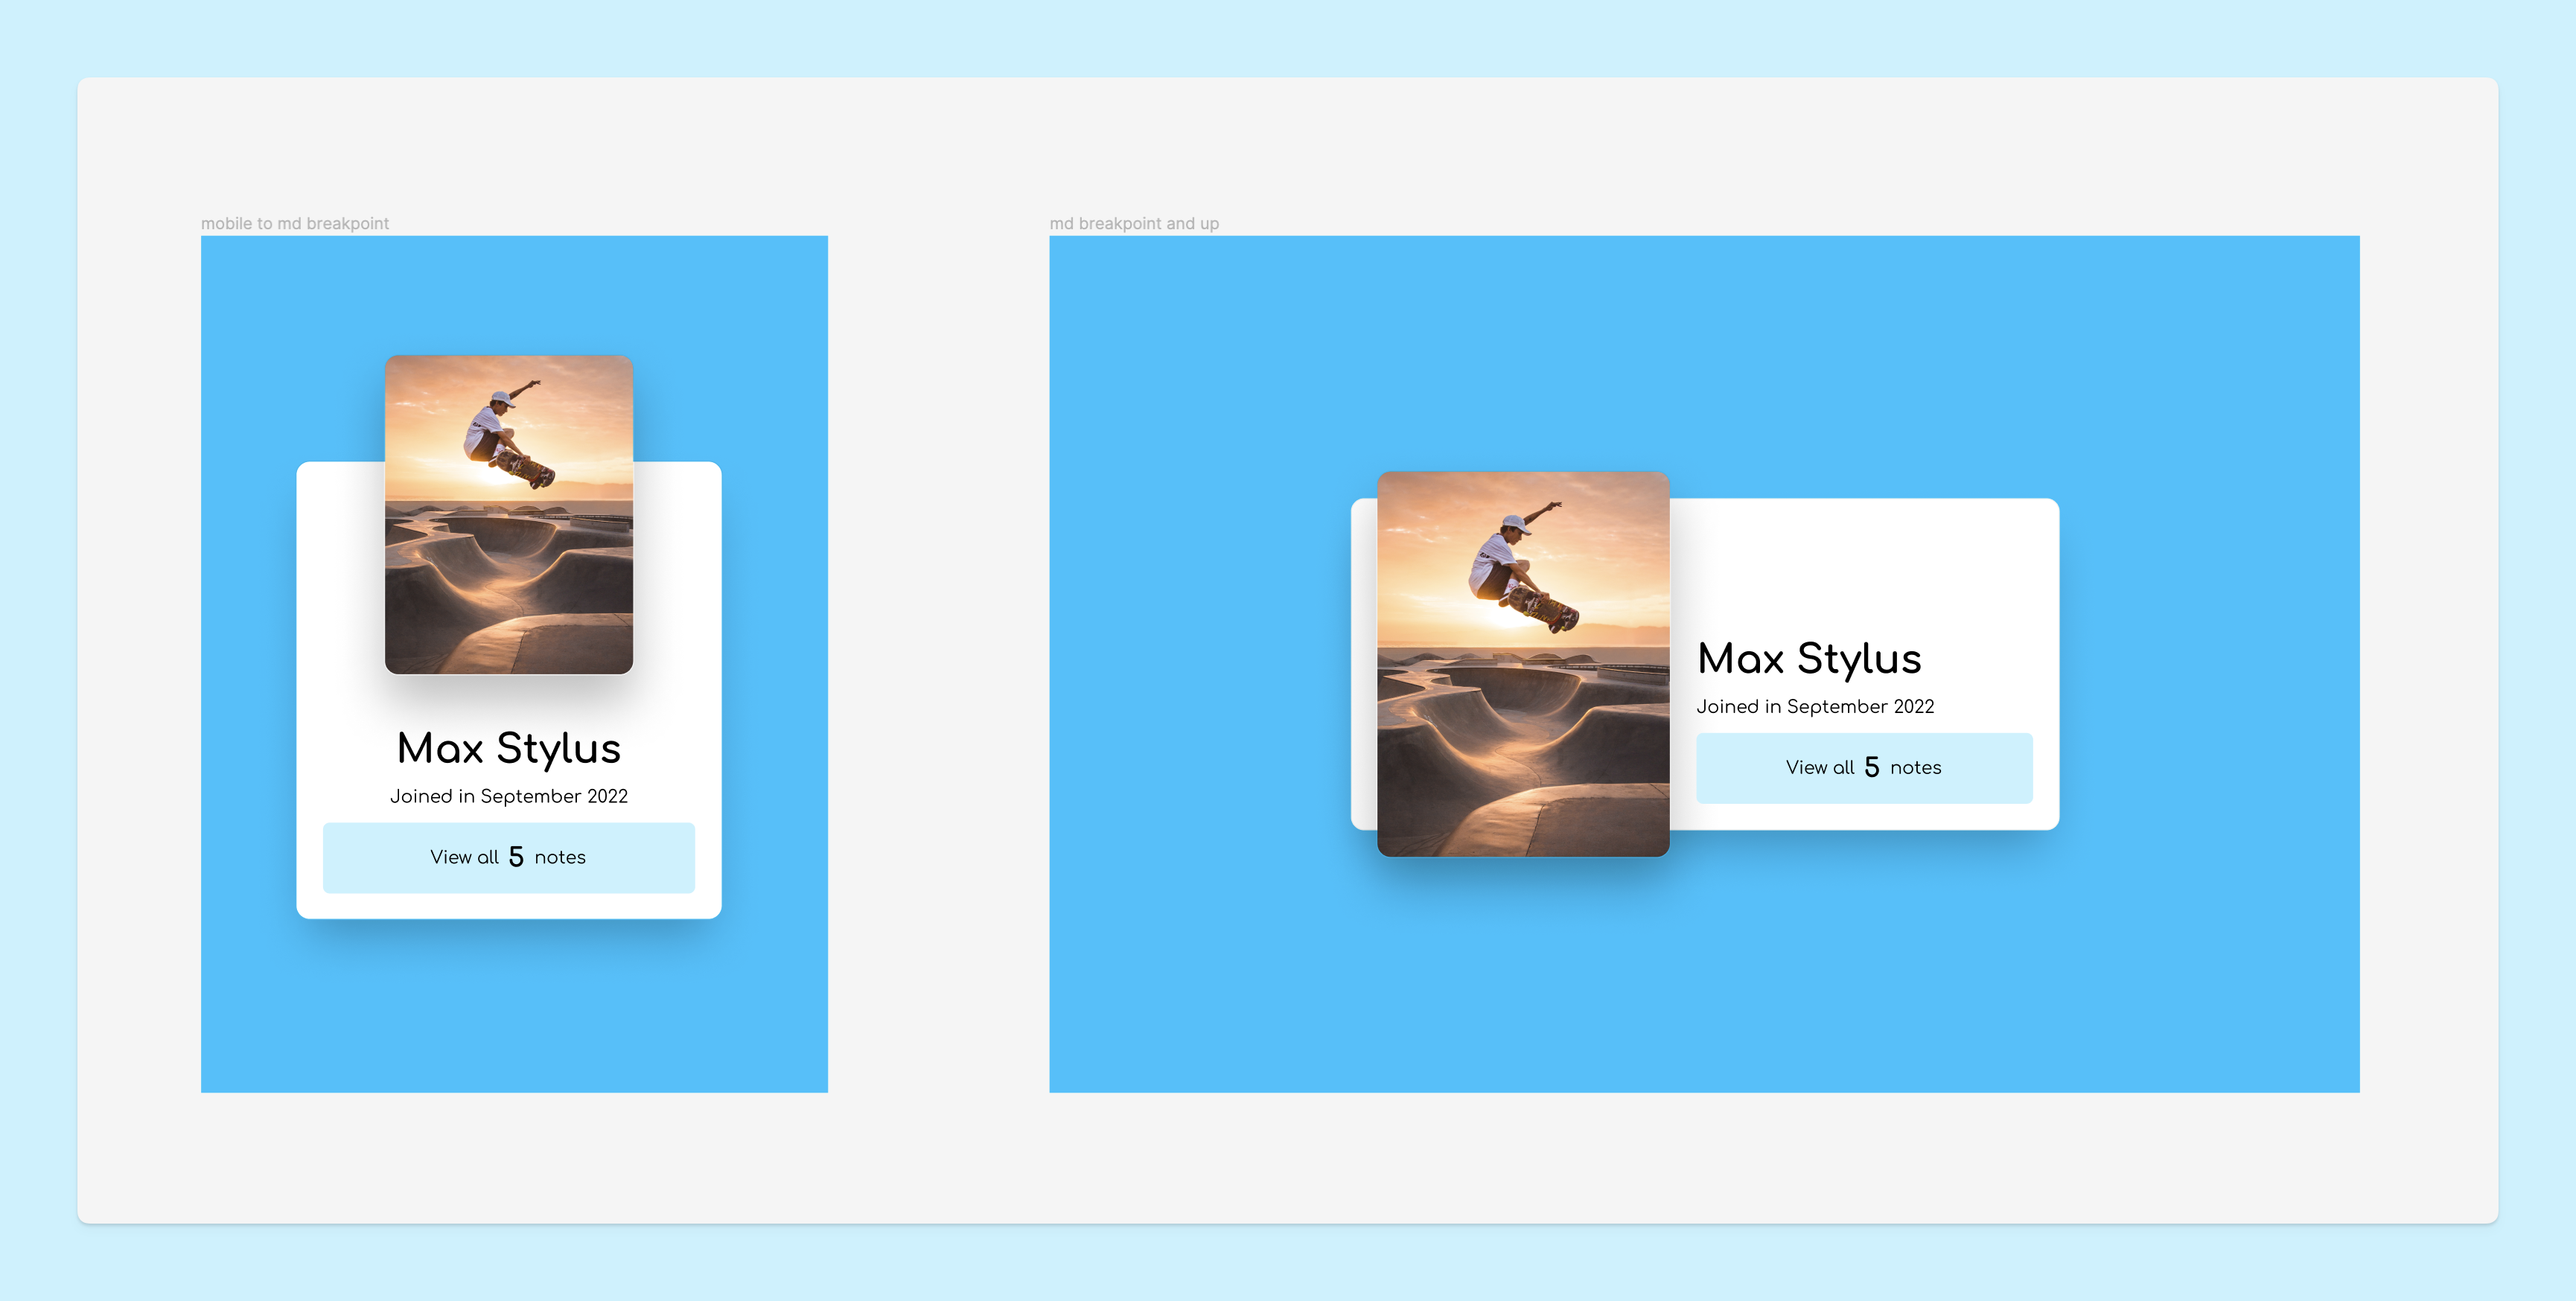 mobile to md breakpoint
Max Stylus
Joined in September 2022
View all 5 notes
md breakpoint and up
Max Stylus
Joined in September 2022
View all 5 notes